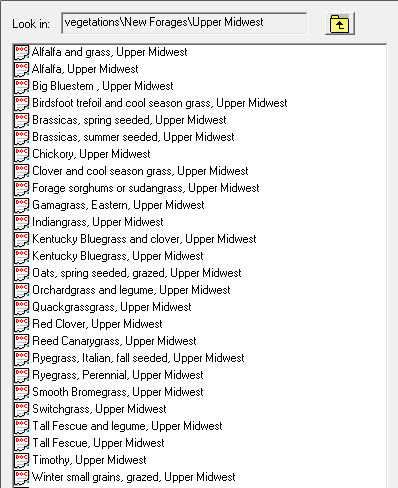 Look in: vegetations\New Forages\Upper Midwest
Alfalfa and grass, Upper Midwest
Alfalfa, Upper Midwest
Big Bluestem , Upper Midwest
Birdsfoot trefoil and cool season grass, Upper Midwest
Brassicas, spring seeded, Upper Midwest
Brassicas, summer seeded, Upper Midwest
Chickory, Upper Midwest
Clover and cool season grass, Upper Midwest
Forage sorghums or sudangrass, Upper Midwest
Gamagrass, Eastern, Upper Midwest
Indiangrass, Upper Midwest
Kentucky Bluegrass and clover, Upper Midwest
Kentucky Bluegrass, Upper Midwest
Oats, spring seeded, grazed, Upper Midwest
Orchardgrass and legume, Upper Midwest
Quackgrassgrass, Upper Midwest
Red Clover, Upper Midwest
Reed Canarygrass, Upper Midwest
Ryegrass, Italian, fall seeded, Upper Midwest
Ryegrass, Perennial, Upper Midwest
Smooth Bromegrass, Upper Midwest
Switchgrass, Upper Midwest
Tall Fescue and legume, Upper Midwest
Tall Fescue, Upper Midwest
Timothy, Upper Midwest
Winter small grains, grazed, Upper Midwest